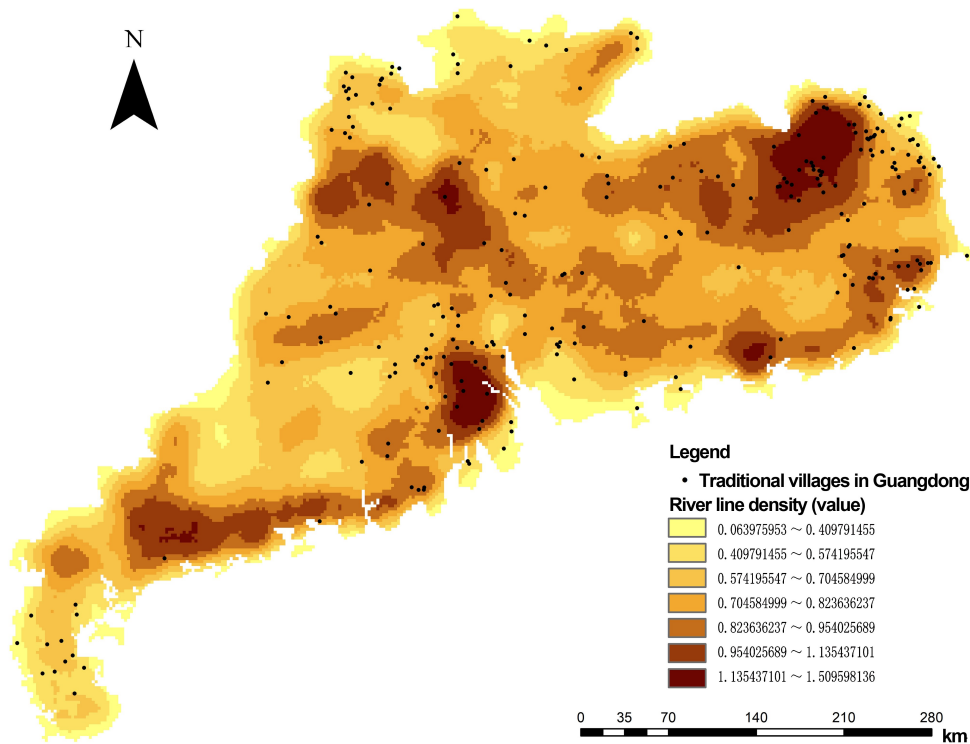 N
Legend
Traditional villages in Guangdong
River line density (value)
0.063975953～0.409791455
0.409791455～0.574195547
0.574195547～0.704584999
0.704584999～0.823636237
0.823636237～0.954025689
0.954025689～1.135437101
1.135437101～1.509598136
0 35 70 140 210 280
km